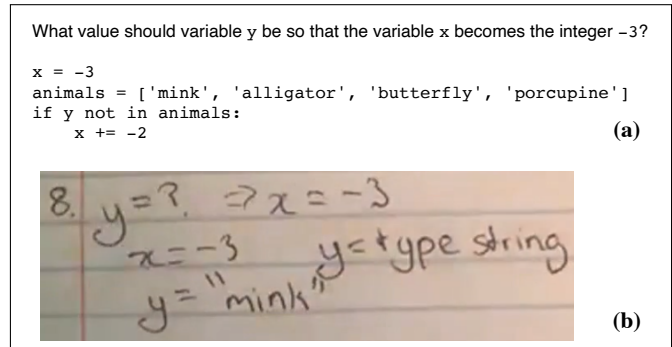 What value should variable y be so that the variable x becomes the integer -3?
x = -3
animals = ['mink', 'alligator', 'butterfly', 'porcupine']
if y not in animals:
    x += -2
(a)
8. y=? ⇒ x = -3
x = -3 y = type string
y = "mink"
(b)